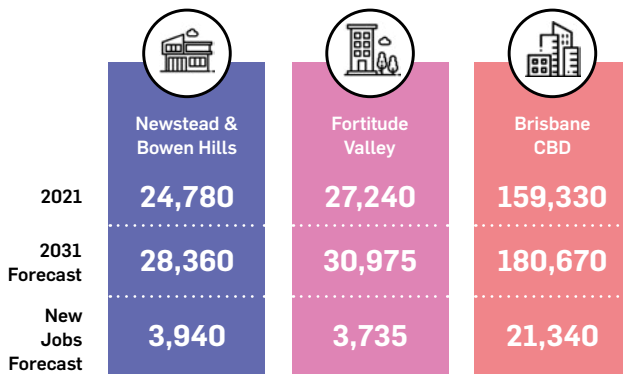 Newstead &
Bowen Hills
Fortitude
Valley
Brisbane
CBD
2021
24,780
27,240
159,330
2031
Forecast
28,360
30,975
180,670
New
Jobs
Forecast
3,940
3,735
21,340